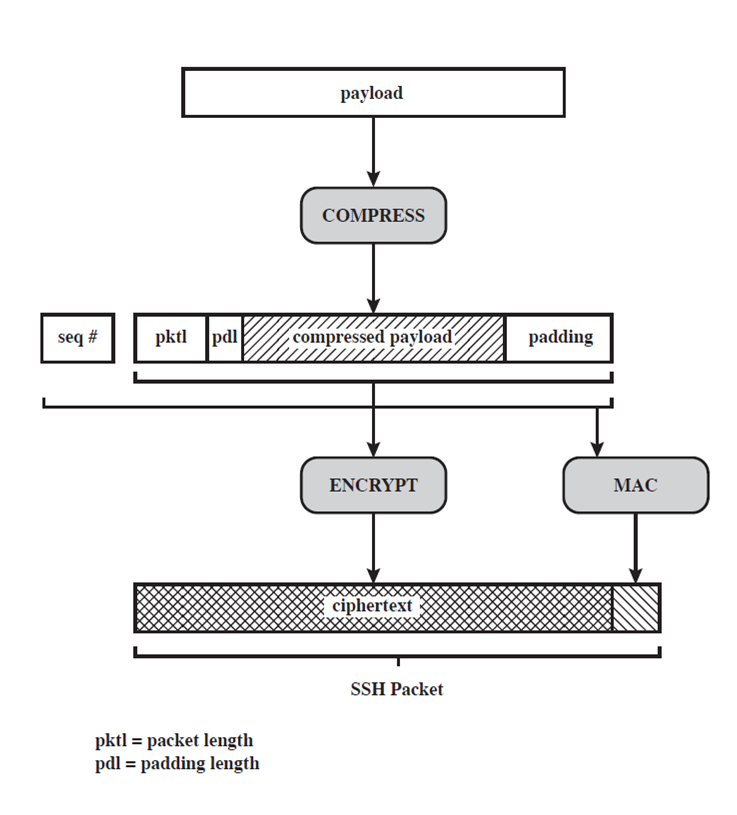 payload
COMPRESS
seq # pktl pdl compressed payload padding
ENCRYPT MAC
ciphertext
SSH Packet
pktl = packet length
pdl = padding length